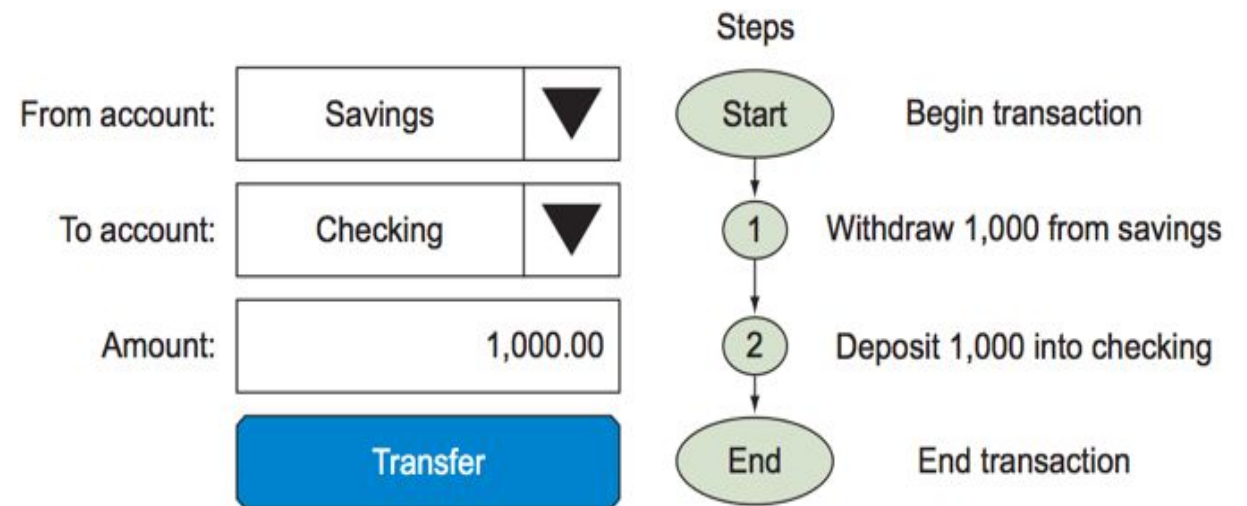 Steps
From account: Savings
Start Begin transaction
To account: Checking
1 Withdraw 1,000 from savings
Amount: 1,000.00
2 Deposit 1,000 into checking
Transfer
End End transaction